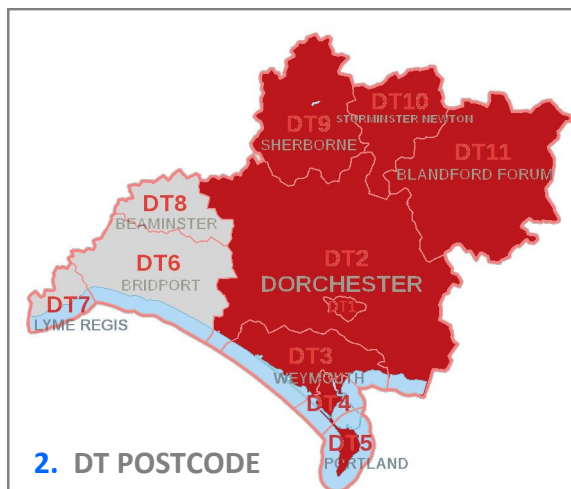 DT10
STURMINSTER NEWTON
DT9
SHERBORNE
DT11
BLANDFORD FORUM
DT8
BEAMINSTER
DT6
BRIDPORT
DT2
DORCHESTER
DT1
DT7
LYME REGIS
DT3
WEYMOUTH
DT4
DT5
PORTLAND
2. DT POSTCODE